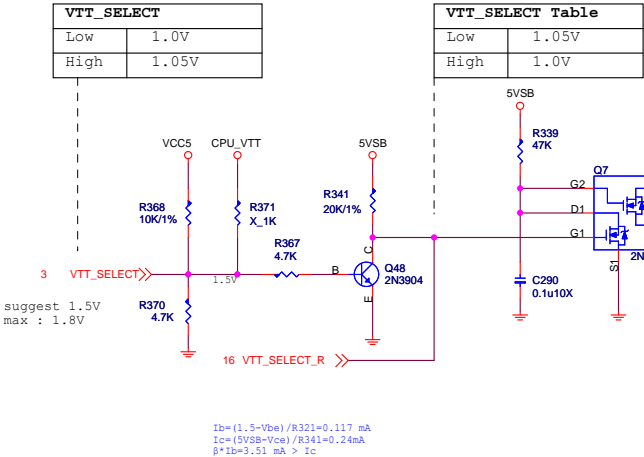 VTT_SELECT
Low 1.0V
High 1.05V
VTT_SELECT Table
Low 1.05V
High 1.0V
5VSB
VCC5 CPU_VTT 5VSB
R339
47K
Q7
R368
10K/1%
R371
X_1K
R341
20K/1%
G2
D1
G1
R367
4.7K
C
B
E
Q48
2N3904
S1
2N
3 VTT_SELECT
1.5V
C290
0.1u10X
suggest 1.5V
max : 1.8V
R370
4.7K
16 VTT_SELECT_R
Ib=(1.5-Vbe)/R321=0.117 mA
Ic=(5VSB-Vce)/R341=0.24mA
β*Ib=3.51 mA > Ic